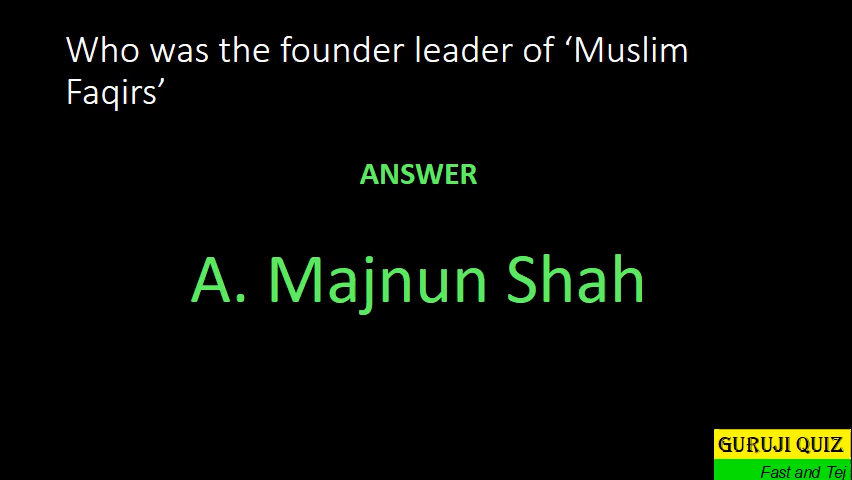 Who was the founder leader of ‘Muslim
Faqirs’
ANSWER
A. Majnun Shah
GURUJI QUIZ
Fast and Tej